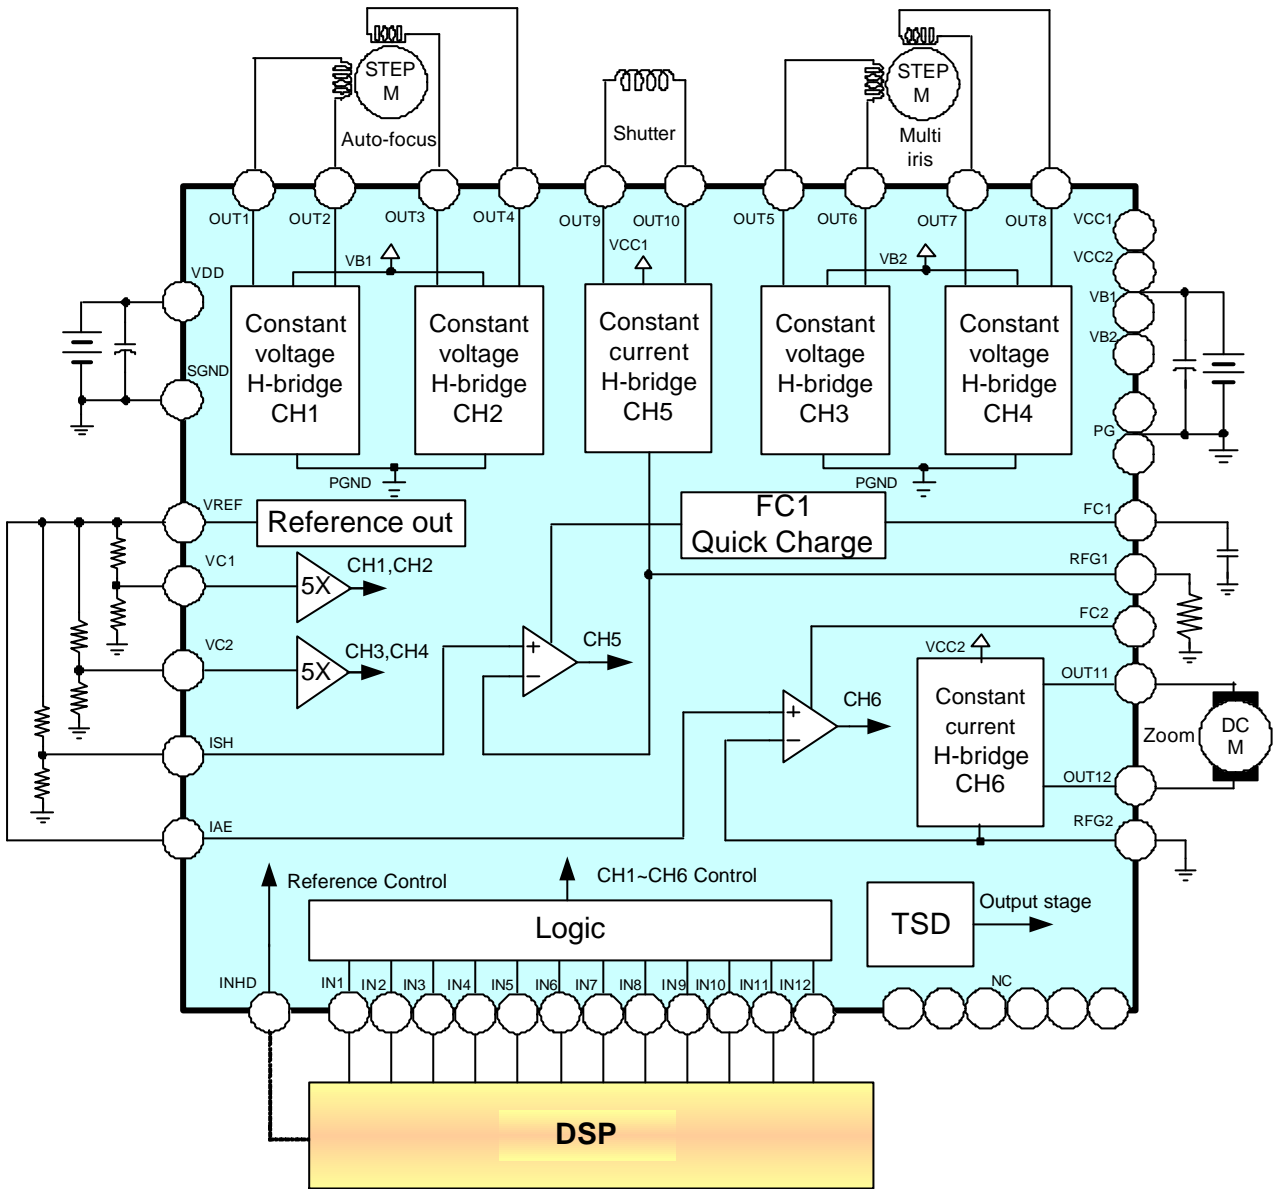 STEP
M
Auto-focus
Shutter
STEP
M
Multi
iris
OUT1
OUT2
OUT3
OUT4
OUT9
OUT10
OUT5
OUT6
OUT7
OUT8
VCC1
VCC2
VB1
VB2
PG
VDD
SGND
VB1
VCC1
VB2
Constant
voltage
H-bridge
CH1
Constant
voltage
H-bridge
CH2
Constant
current
H-bridge
CH5
Constant
voltage
H-bridge
CH3
Constant
voltage
H-bridge
CH4
PGND
PGND
VREF
Reference out
FC1
Quick Charge
FC1
VC1
5X
CH1,CH2
RFG1
VC2
5X
CH3,CH4
+
−
CH5
FC2
VCC2
OUT11
+
−
CH6
Constant
current
H-bridge
CH6
Zoom
DC
M
ISH
OUT12
IAE
RFG2
Reference Control
CH1~CH6 Control
Logic
TSD
Output stage
INHD
IN1
IN2
IN3
IN4
IN5
IN6
IN7
IN8
IN9
IN10
IN11
IN12
NC
DSP